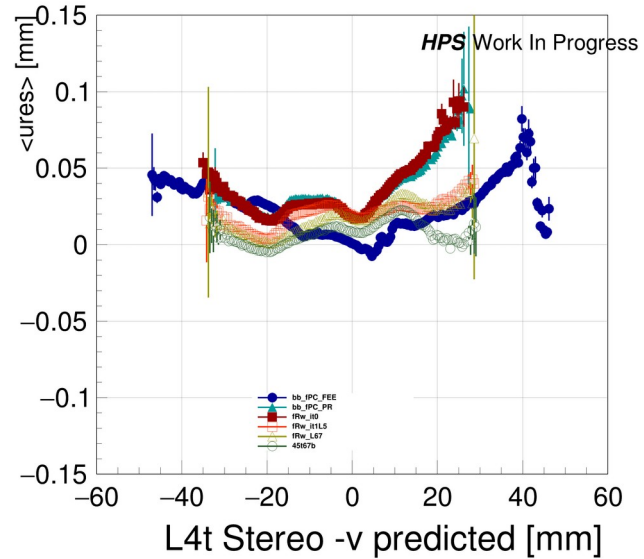 0.15
0.1
0.05
0
−0.05
−0.1
−0.15
<ures> [mm]
HPS Work In Progress
bb_fPC_FEE
bb_fPC_PR
fRw_it0
fRw_it1L5
fRw_L67
45t67b
−60 −40 −20 0 20 40 60
L4t Stereo -v predicted [mm]